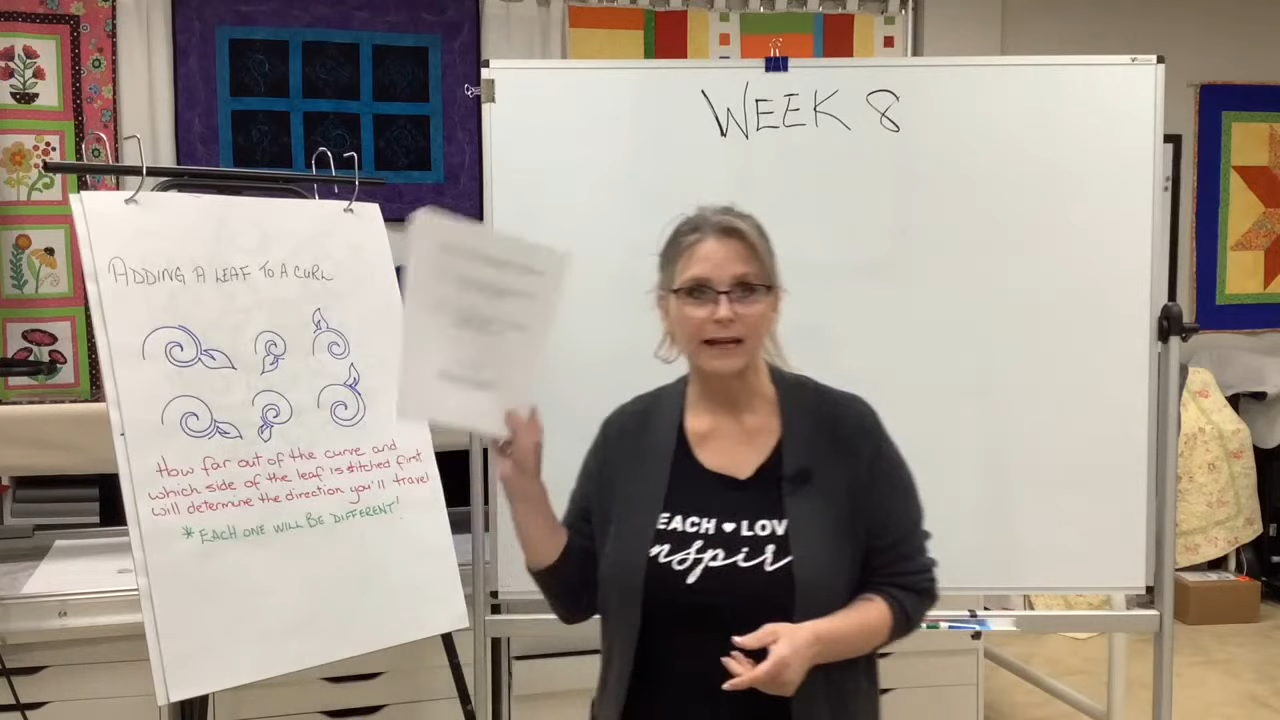 WEEK 8
ADDING A LEAF TO A CURL
How far out of the curve and
which side of the leaf is stitched first
will determine the direction you'll travel
*EACH ONE WILL BE DIFFERENT!
EACH ♥ LOV
nspir